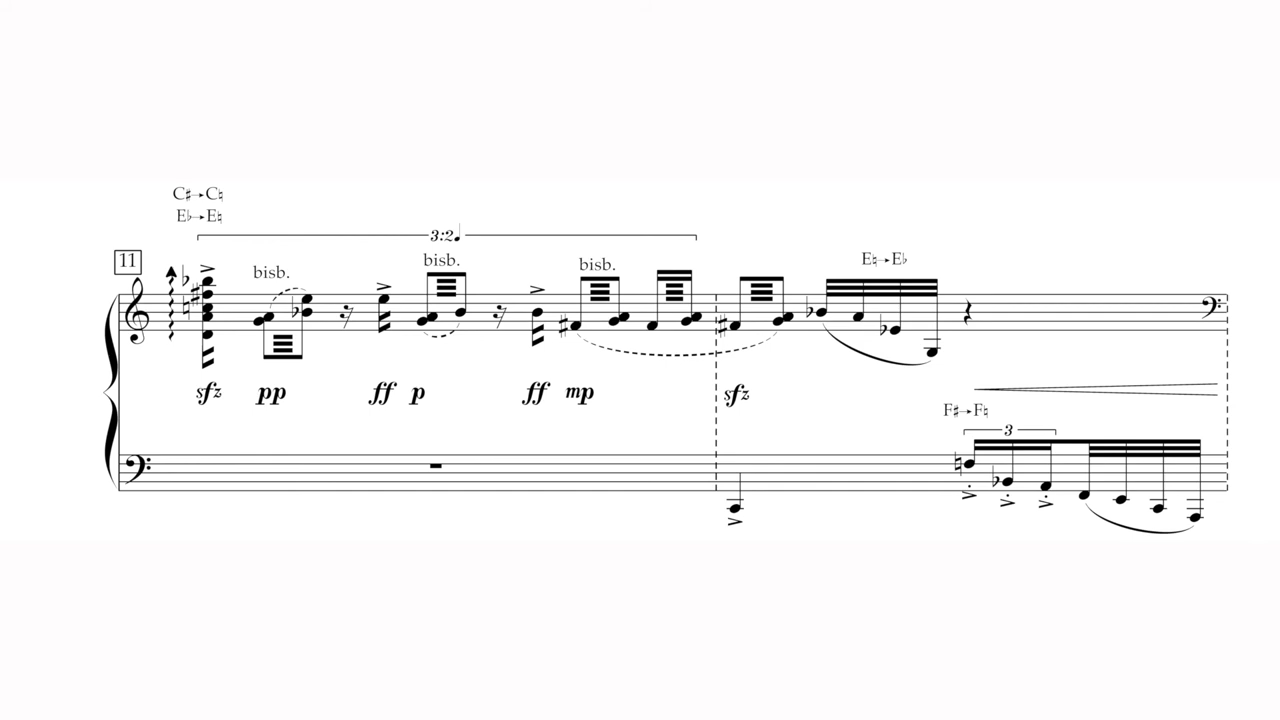 C♯→C♮
E♭→E♮
3:2♩
11
bisb.
bisb.
bisb.
E♮→E♭
sfz pp ff p ff mp sfz
F♯→F♮
3